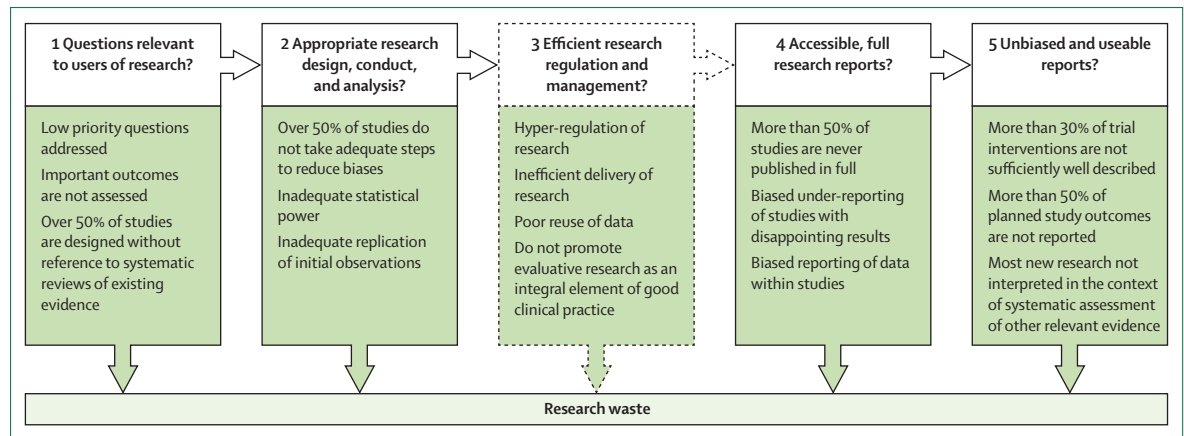 1 Questions relevant
to users of research?
Low priority questions
addressed
Important outcomes
are not assessed
Over 50% of studies
are designed without
reference to systematic
reviews of existing
evidence
2 Appropriate research
design, conduct,
and analysis?
Over 50% of studies do
not take adequate steps
to reduce biases
Inadequate statistical
power
Inadequate replication
of initial observations
3 Efficient research
regulation and
management?
Hyper-regulation of
research
Inefficient delivery of
research
Poor reuse of data
Do not promote
evaluative research as an
integral element of good
clinical practice
4 Accessible, full
research reports?
More than 50% of
studies are never
published in full
Biased under-reporting
of studies with
disappointing results
Biased reporting of data
within studies
5 Unbiased and useable
reports?
More than 30% of trial
interventions are not
sufficiently well described
More than 50% of
planned study outcomes
are not reported
Most new research not
interpreted in the context
of systematic assessment
of other relevant evidence
Research waste